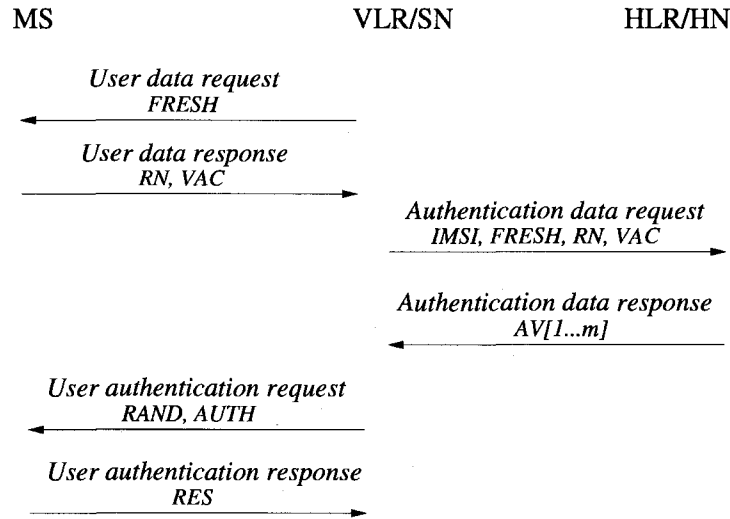 MS VLR/SN HLR/HN
User data request
FRESH
User data response
RN, VAC
Authentication data request
IMSI, FRESH, RN, VAC
Authentication data response
AV[1...m]
User authentication request
RAND, AUTH
User authentication response
RES